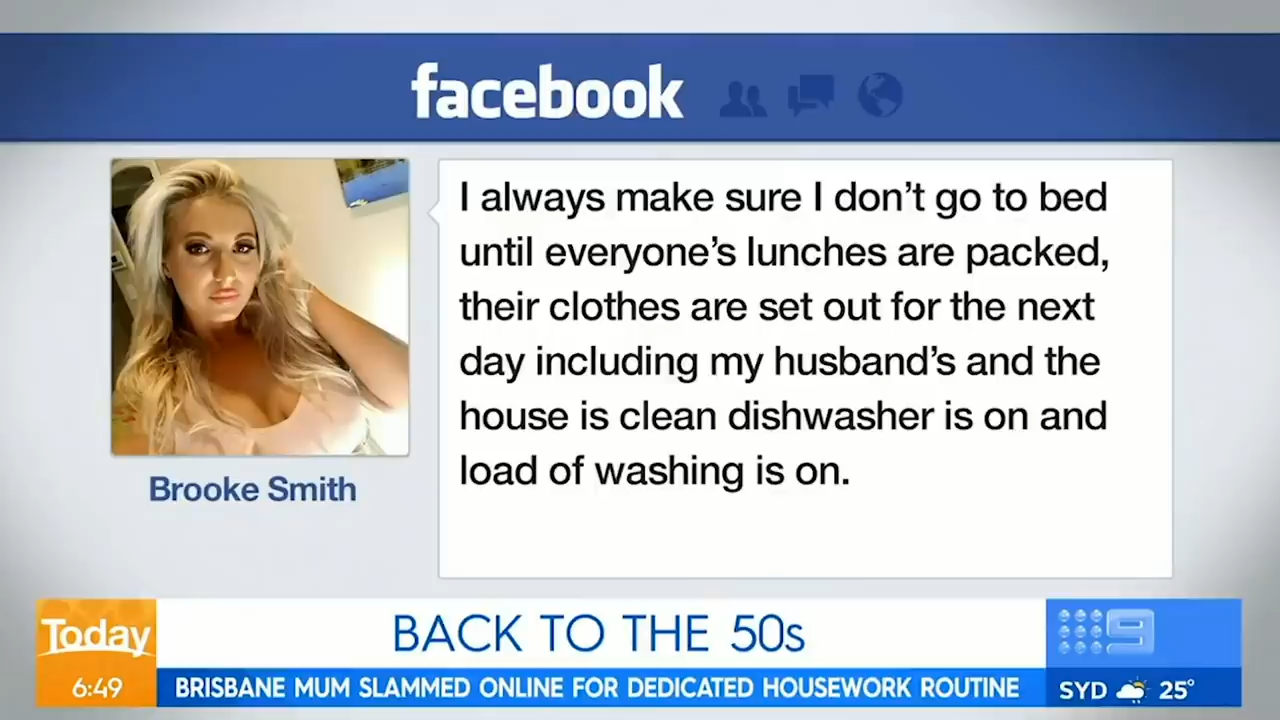 facebook
I always make sure I don’t go to bed
until everyone’s lunches are packed,
their clothes are set out for the next
day including my husband’s and the
house is clean dishwasher is on and
load of washing is on.
Brooke Smith
Today
BACK TO THE 50s
9
6:49
BRISBANE MUM SLAMMED ONLINE FOR DEDICATED HOUSEWORK ROUTINE
SYD 25°